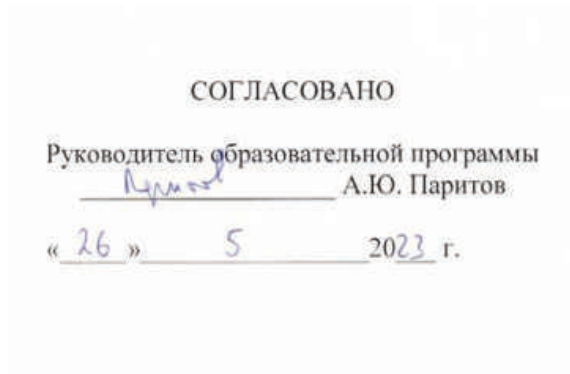 СОГЛАСОВАНО
Руководитель образовательной программы
А.Ю. Паритов
« 26 » 5 2023 г.